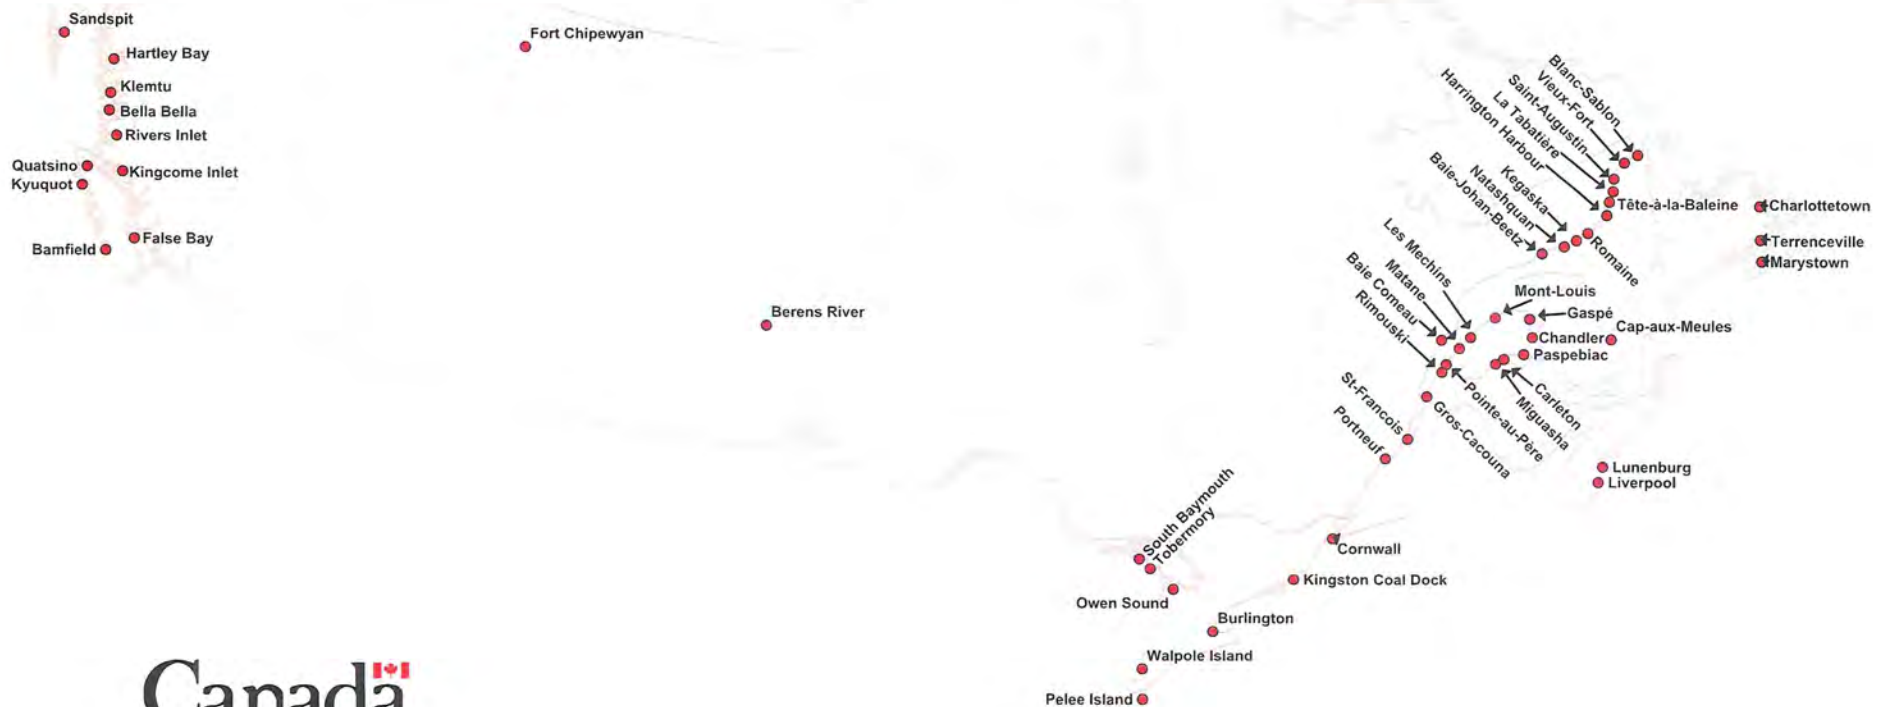 Sandspit
Hartley Bay
Klemtu
Bella Bella
Rivers Inlet
Quatsino
Kingcome Inlet
Kyuquot
False Bay
Bamfield
Fort Chipewyan
Berens River
Blanc-Sablon
Vieux-Fort
Saint-Augustin
La Tabatière
Harrington Harbour
Tête-à-la-Baleine
Kegaska
Natashquan
Baie-Johan-Beetz
Romaine
Charlottetown
Terrenceville
Marystown
Les Mechins
Matane
Baie Comeau
Rimouski
Mont-Louis
Gaspé
Cap-aux-Meules
Chandler
Paspebiac
Carleton
Miguasha
Pointe-au-Père
Gros-Cacouna
St-Francois
Portneuf
Lunenburg
Liverpool
South Baymouth
Tobermory
Cornwall
Owen Sound
Kingston Coal Dock
Burlington
Walpole Island
Pelee Island
Canada